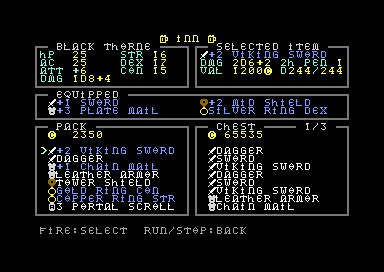 INN
BLACK THORNE
HP 25 STR 16
AC 25 DEX 17
ATT +6 CON 15
DMG 1D8+4
SELECTED ITEM
+2 VIKING SWORD
DMG 2D6+2 2H PEN 1
VAL 1200 D244/244
EQUIPPED
+1 SWORD +2 MID SHIELD
+3 PLATE MAIL SILVER RING DEX
PACK
2350
>+2 VIKING SWORD
DAGGER
+1 CHAIN MAIL
LEATHER ARMOR
TOWER SHIELD
GOLD RING CON
COPPER RING STR
3 PORTAL SCROLL
CHEST 1/3
65535
DAGGER
SWORD
VIKING SWORD
DAGGER
SWORD
VIKING SWORD
LEATHER ARMOR
CHAIN MAIL
FIRE:SELECT RUN/STOP:BACK